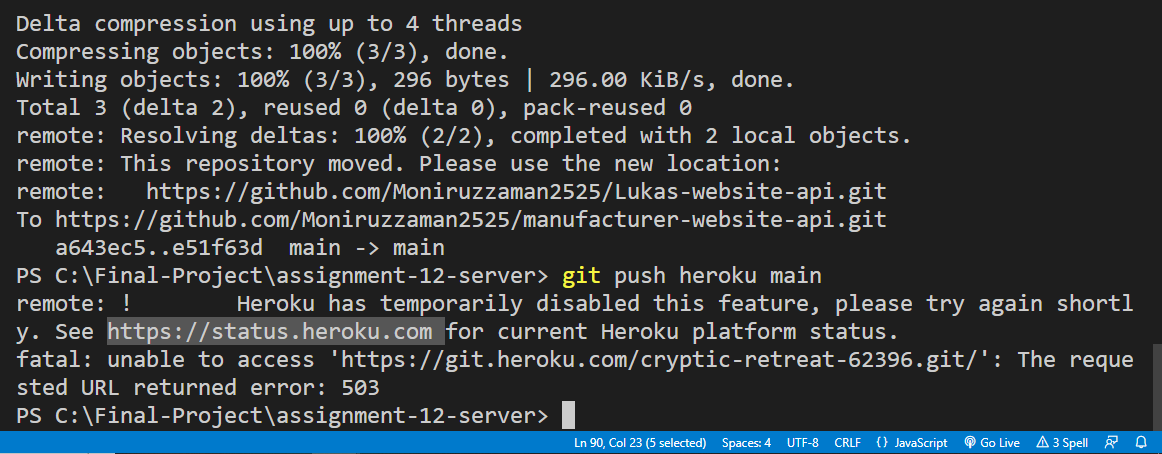 Delta compression using up to 4 threads
Compressing objects: 100% (3/3), done.
Writing objects: 100% (3/3), 296 bytes | 296.00 KiB/s, done.
Total 3 (delta 2), reused 0 (delta 0), pack-reused 0
remote: Resolving deltas: 100% (2/2), completed with 2 local objects.
remote: This repository moved. Please use the new location:
remote:   https://github.com/Moniruzzaman2525/Lukas-website-api.git
To https://github.com/Moniruzzaman2525/manufacturer-website-api.git
   a643ec5..e51f63d  main -> main
PS C:\Final-Project\assignment-12-server> git push heroku main
remote: !        Heroku has temporarily disabled this feature, please try again shortl
y. See https://status.heroku.com for current Heroku platform status.
fatal: unable to access 'https://git.heroku.com/cryptic-retreat-62396.git/': The reque
sted URL returned error: 503
PS C:\Final-Project\assignment-12-server>
Ln 90, Col 23 (5 selected) Spaces: 4 UTF-8 CRLF {} JavaScript Go Live 3 Spell